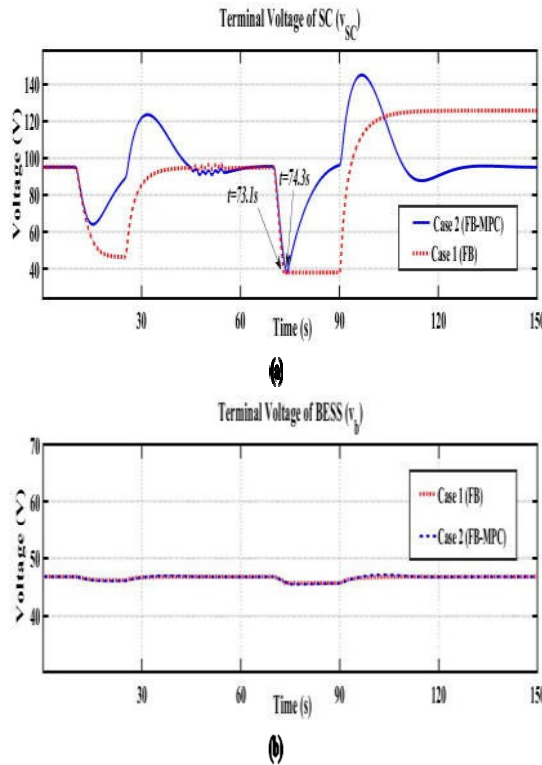 Terminal Voltage of SC (v_SC)
Voltage (V)
140
120
100
80
60
40
t=73.1s
t=74.3s
Case 2 (FB-MPC)
Case 1 (FB)
30
60
90
120
150
Time (s)
(a)
Terminal Voltage of BESS (v_b)
Voltage (V)
70
60
50
40
Case 1 (FB)
Case 2 (FB-MPC)
30
60
90
120
150
Time (s)
(b)